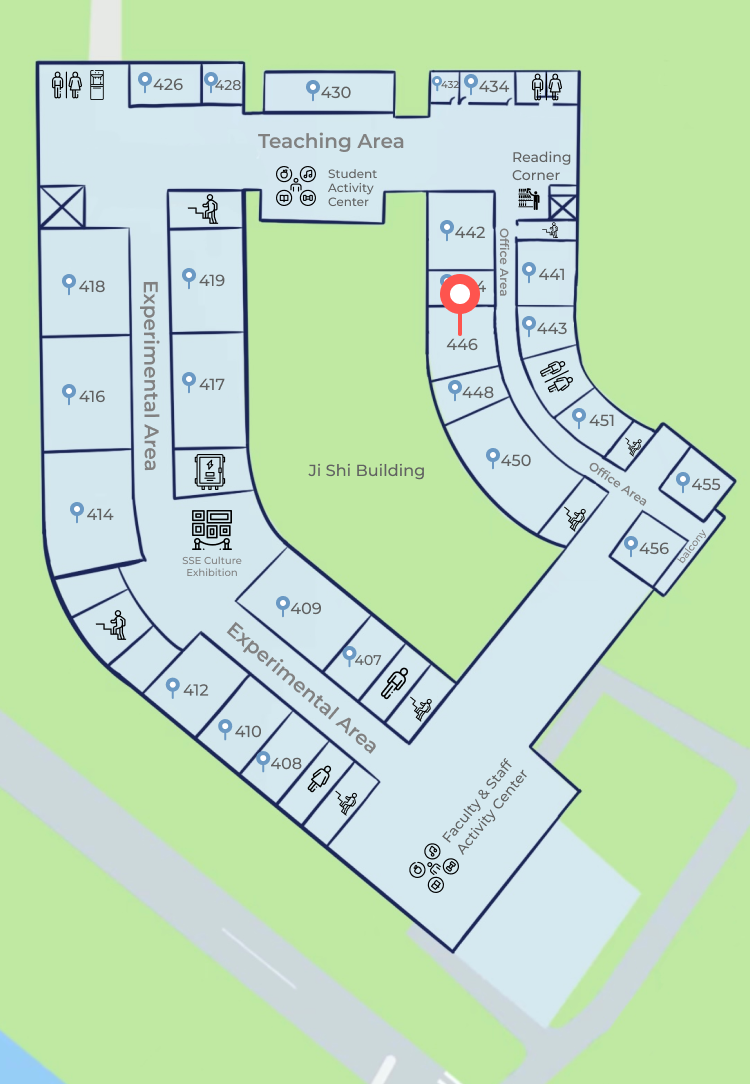 426
428
430
432
434
Teaching Area
Student
Activity
Center
Reading
Corner
442
Office Area
441
418
419
Experimental Area
443
446
416
417
448
451
450
Ji Shi Building
Office Area
455
414
456
balcony
SSE Culture
Exhibition
409
407
Experimental Area
412
410
408
Faculty & Staff
Activity Center